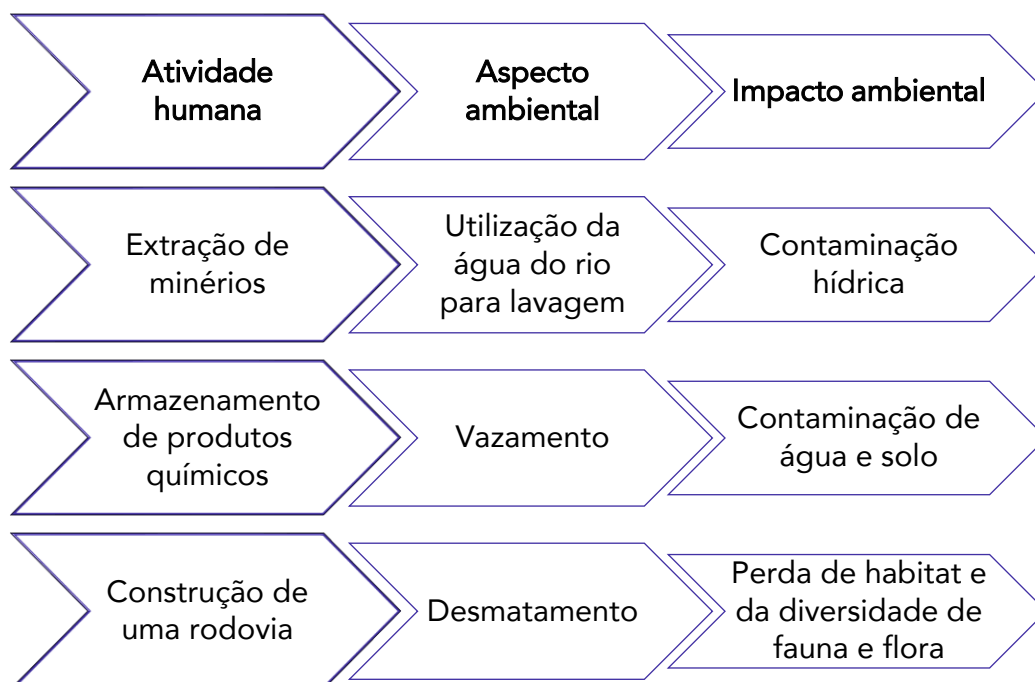 Atividade
humana
Aspecto
ambiental
Impacto ambiental
Extração de
minérios
Utilização da
água do rio
para lavagem
Contaminação
hídrica
Armazenamento
de produtos
químicos
Vazamento
Contaminação de
água e solo
Construção de
uma rodovia
Desmatamento
Perda de habitat e
da diversidade de
fauna e flora